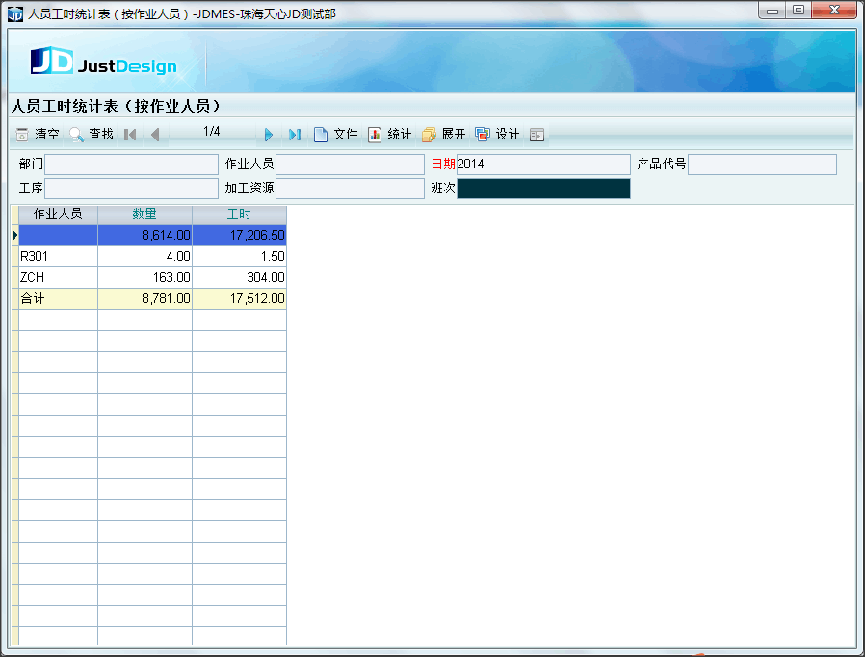 人员工时统计表（按作业人员）-JDMES-珠海天心JD测试部
JD JustDesign
人员工时统计表（按作业人员）
清空 查找 1/4 文件 统计 展开 设计
部门 作业人员 日期 2014 产品代号
工序 加工资源 班次
作业人员 数量 工时
8,614.00 17,206.50
R301 4.00 1.50
ZCH 163.00 304.00
合计 8,781.00 17,512.00